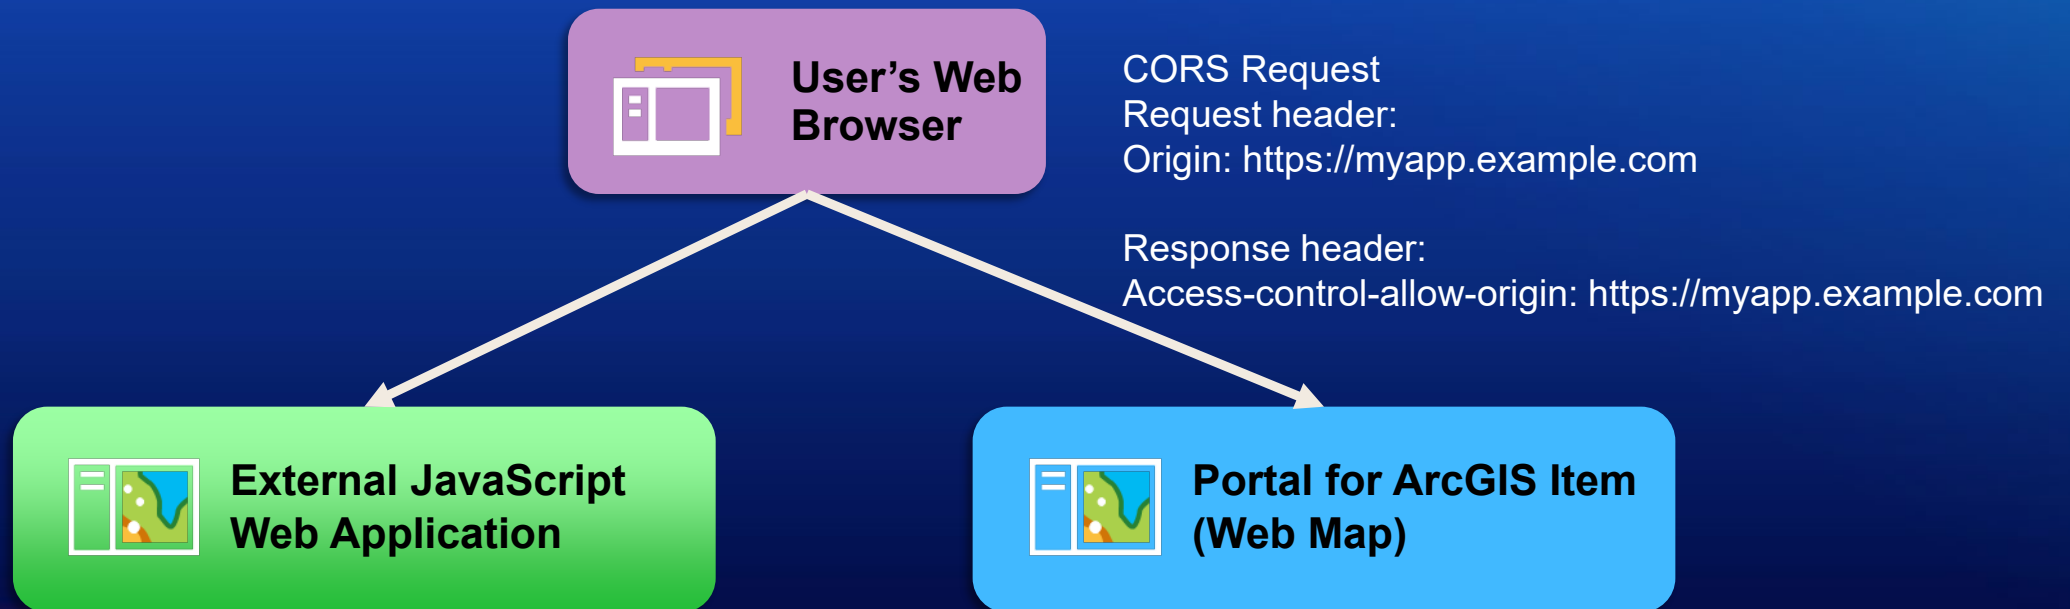 User’s Web
Browser
CORS Request
Request header:
Origin: https://myapp.example.com
Response header:
Access-control-allow-origin: https://myapp.example.com
External JavaScript
Web Application
Portal for ArcGIS Item
(Web Map)